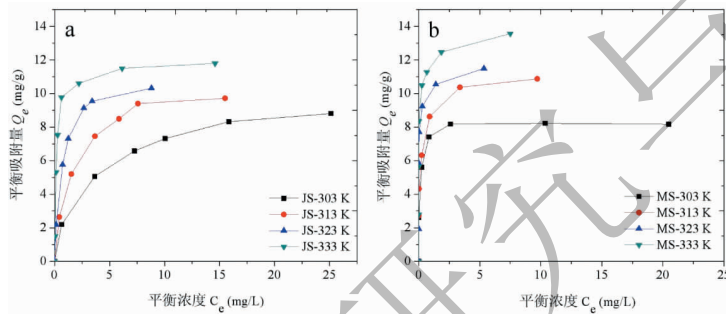 a
14
12
10
8
6
4
2
0
平衡吸附量 Qe (mg/g)
JS-303 K
JS-313 K
JS-323 K
JS-333 K
0 5 10 15 20 25
平衡浓度 Ce (mg/L)
b
14
12
10
8
6
4
2
0
平衡吸附量 Qe (mg/g)
MS-303 K
MS-313 K
MS-323 K
MS-333 K
0 5 10 15 20 25
平衡浓度 Ce (mg/L)